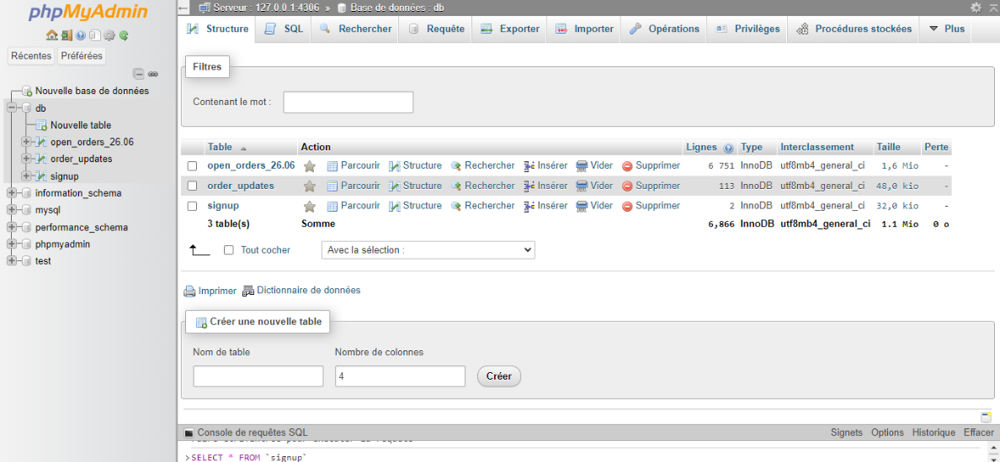 phpMyAdmin
Récentes Préférées
Nouvelle base de données
db
Nouvelle table
open_orders_26.06
order_updates
signup
information_schema
mysql
performance_schema
phpmyadmin
test
Serveur : 127.0.0.1:4306 » Base de données : db
Structure SQL Rechercher Requête Exporter Importer Opérations Privilèges Procédures stockées Plus
Filtres
Contenant le mot :
Table Action Lignes Type Interclassement Taille Perte
open_orders_26.06 Parcourir Structure Rechercher Insérer Vider Supprimer 6 751 InnoDB utf8mb4_general_ci 1,6 Mio -
order_updates Parcourir Structure Rechercher Insérer Vider Supprimer 113 InnoDB utf8mb4_general_ci 48,0 kio -
signup Parcourir Structure Rechercher Insérer Vider Supprimer 2 InnoDB utf8mb4_general_ci 32,0 kio -
3 table(s) Somme 6,866 InnoDB utf8mb4_general_ci 1.1 Mio 0 o
Tout cocher Avec la sélection :
Imprimer Dictionnaire de données
Créer une nouvelle table
Nom de table Nombre de colonnes
4 Créer
Console de requêtes SQL Signets Options Historique Effacer
>SELECT * FROM `signup`